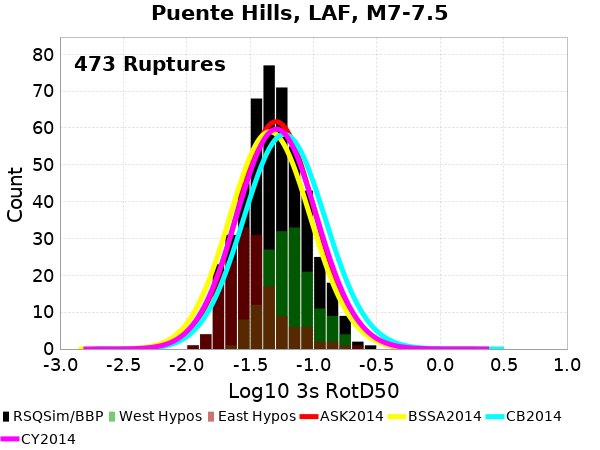 Puente Hills, LAF, M7-7.5
473 Ruptures
Count
80
70
60
50
40
30
20
10
0
-3.0 -2.5 -2.0 -1.5 -1.0 -0.5 0.0 0.5 1.0
Log10 3s RotD50
RSQSim/BBP West Hypos East Hypos ASK2014 BSSA2014 CB2014
CY2014